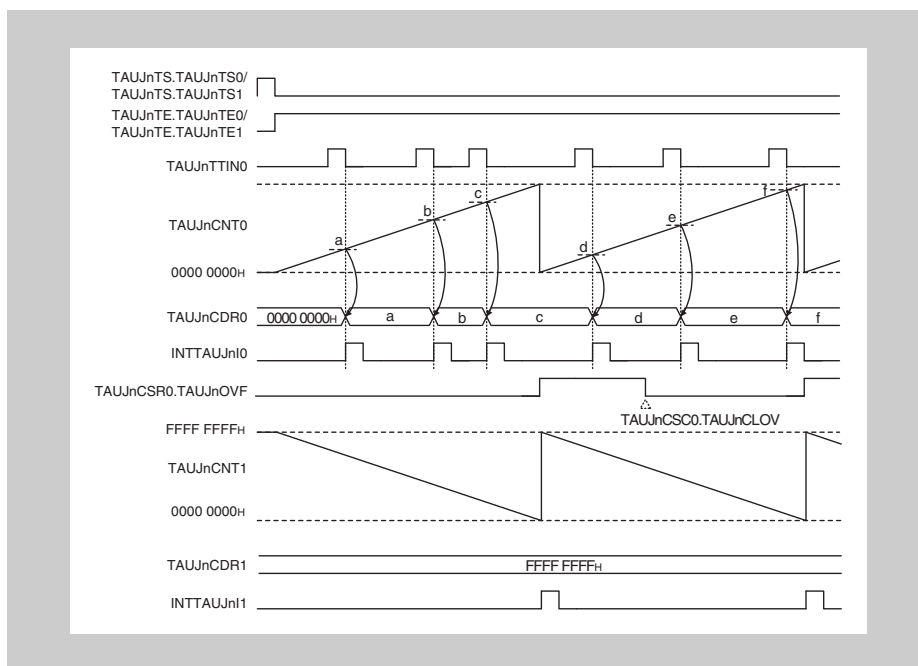 TAUJnTS.TAUJnTS0/
TAUJnTS.TAUJnTS1
TAUJnTE.TAUJnTE0/
TAUJnTE.TAUJnTE1
TAUJnTTIN0
TAUJnCNT0
a
b
c
d
e
f
0000 0000H
TAUJnCDR0
0000 0000H
a
b
c
d
e
f
INTTAUJnI0
TAUJnCSR0.TAUJnOVF
TAUJnCSC0.TAUJnCLOV
FFFF FFFFH
TAUJnCNT1
0000 0000H
TAUJnCDR1
FFFF FFFFH
INTTAUJnI1